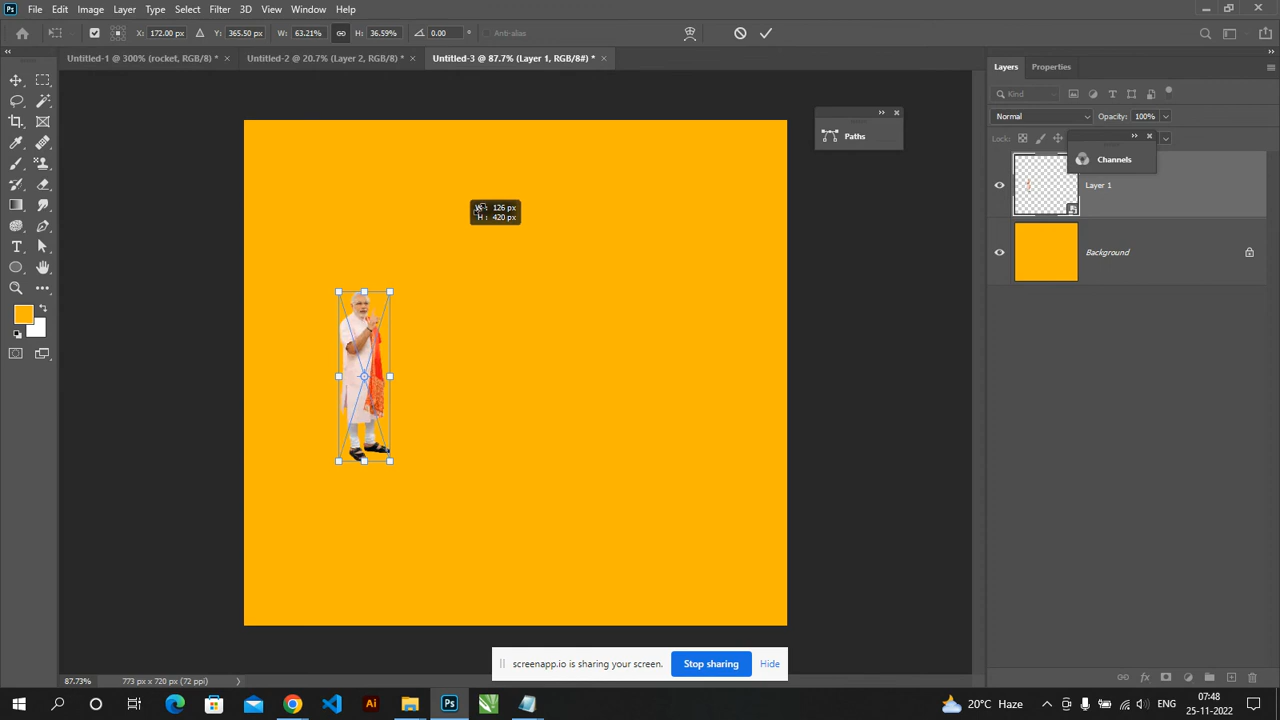 File Edit Image Layer Type Select Filter 3D View Window Help
X: 172.00 px Y: 365.50 px W: 63.21% H: 36.59% 0.00 ° Anti-alias
Untitled-1 @ 300% (rocket, RGB/8) * × Untitled-2 @ 20.7% (Layer 2, RGB/8) * × Untitled-3 @ 87.7% (Layer 1, RGB/8#) * ×
Layers Properties
Kind
Normal Opacity: 100%
Lock:
Paths
Channels
Layer 1
126 px
H : 420 px
Background
screenapp.io is sharing your screen. Stop sharing Hide
87.73% 773 px x 720 px (72 ppi)
20°C Haze ENG 07:48
25-11-2022